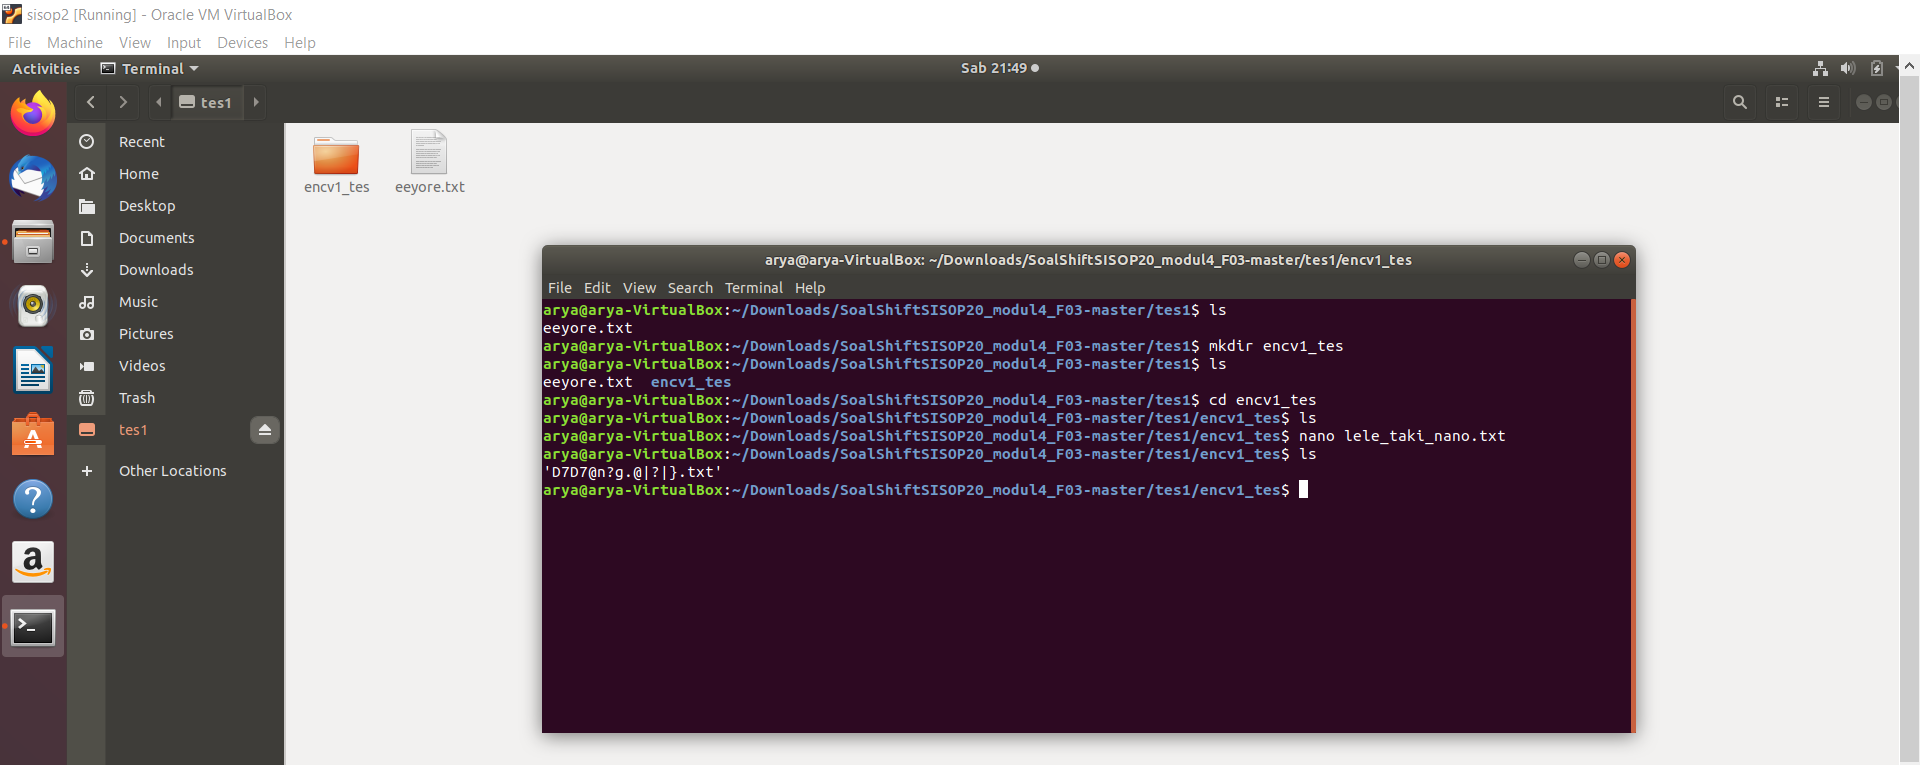 sisop2 [Running] - Oracle VM VirtualBox
File Machine View Input Devices Help
Activities Terminal Sab 21:49
tes1
Recent
Home
Desktop
Documents
Downloads
Music
Pictures
Videos
Trash
tes1
Other Locations
encv1_tes eeyore.txt
arya@arya-VirtualBox: ~/Downloads/SoalShiftSISOP20_modul4_F03-master/tes1/encv1_tes
File Edit View Search Terminal Help
arya@arya-VirtualBox:~/Downloads/SoalShiftSISOP20_modul4_F03-master/tes1$ ls
eeyore.txt
arya@arya-VirtualBox:~/Downloads/SoalShiftSISOP20_modul4_F03-master/tes1$ mkdir encv1_tes
arya@arya-VirtualBox:~/Downloads/SoalShiftSISOP20_modul4_F03-master/tes1$ ls
eeyore.txt encv1_tes
arya@arya-VirtualBox:~/Downloads/SoalShiftSISOP20_modul4_F03-master/tes1$ cd encv1_tes
arya@arya-VirtualBox:~/Downloads/SoalShiftSISOP20_modul4_F03-master/tes1/encv1_tes$ ls
arya@arya-VirtualBox:~/Downloads/SoalShiftSISOP20_modul4_F03-master/tes1/encv1_tes$ nano lele_taki_nano.txt
arya@arya-VirtualBox:~/Downloads/SoalShiftSISOP20_modul4_F03-master/tes1/encv1_tes$ ls
'D7D7@n?g.@|?|}.txt'
arya@arya-VirtualBox:~/Downloads/SoalShiftSISOP20_modul4_F03-master/tes1/encv1_tes$